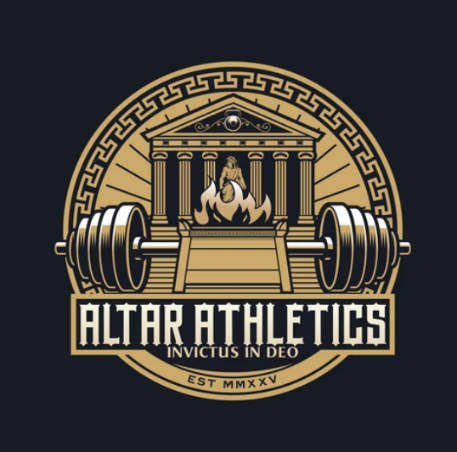 ALTAR ATHLETICS
INVICTUS IN DEO
EST MMXXV